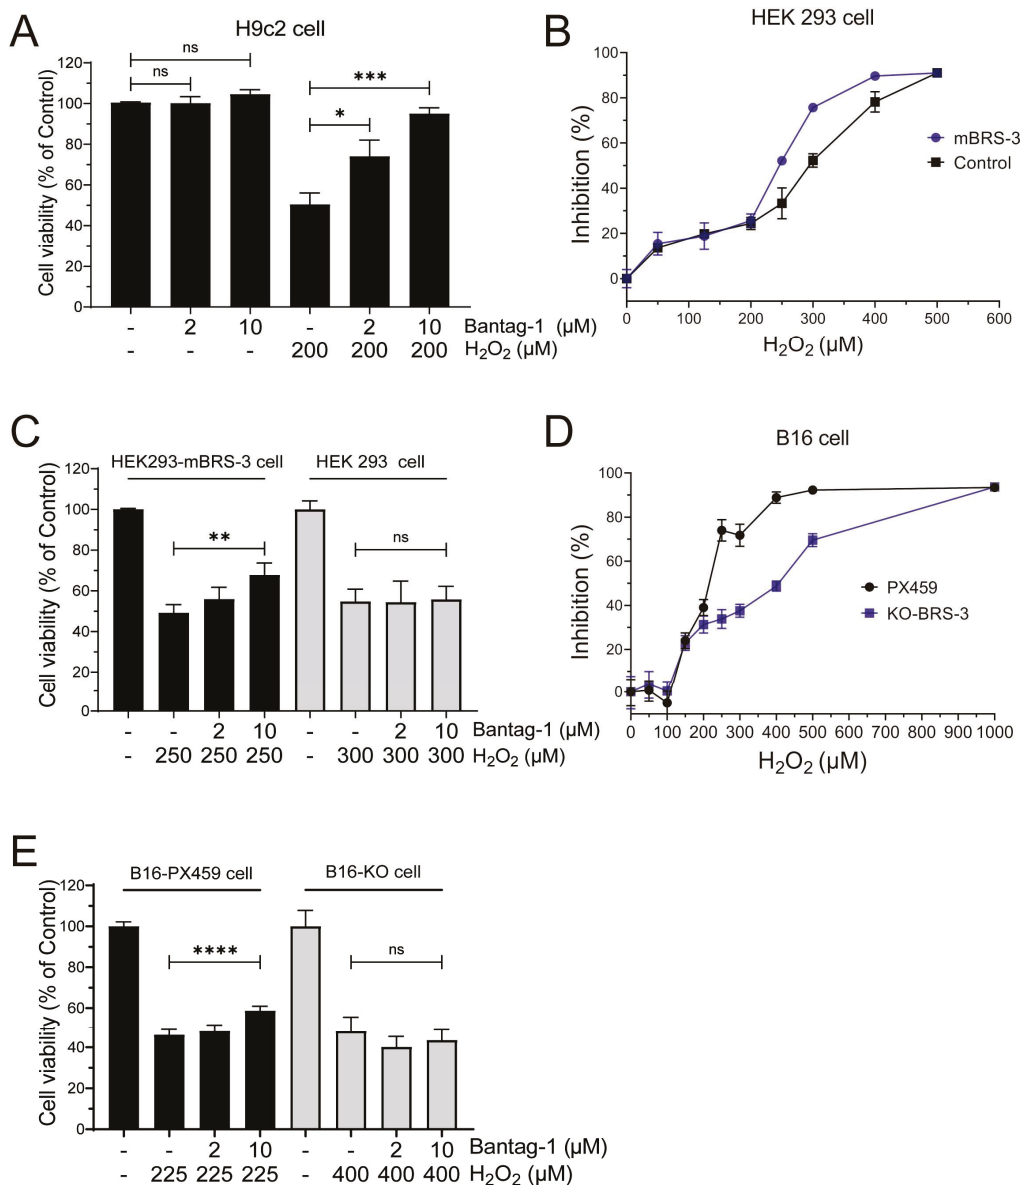 A
H9c2 cell
Cell viability (% of Control)
120
100
80
60
40
20
0
ns
ns
*
***
- 2 10 - 2 10 Bantag-1 (μM)
- - - 200 200 200 H₂O₂ (μM)
B
HEK 293 cell
Inhibition (%)
100
80
60
40
20
0
mBRS-3
Control
0 100 200 300 400 500 600
H₂O₂ (μM)
C
HEK293-mBRS-3 cell HEK 293 cell
Cell viability (% of Control)
120
100
80
60
40
20
0
**
ns
- - 2 10 - - 2 10 Bantag-1 (μM)
- 250 250 250 - 300 300 300 H₂O₂ (μM)
D
B16 cell
Inhibition (%)
100
80
60
40
20
0
PX459
KO-BRS-3
0 100 200 300 400 500 600 700 800 900 1000
H₂O₂ (μM)
E
B16-PX459 cell B16-KO cell
Cell viability (% of Control)
120
100
80
60
40
20
0
****
ns
- - 2 10 - - 2 10 Bantag-1 (μM)
- 225 225 225 - 400 400 400 H₂O₂ (μM)